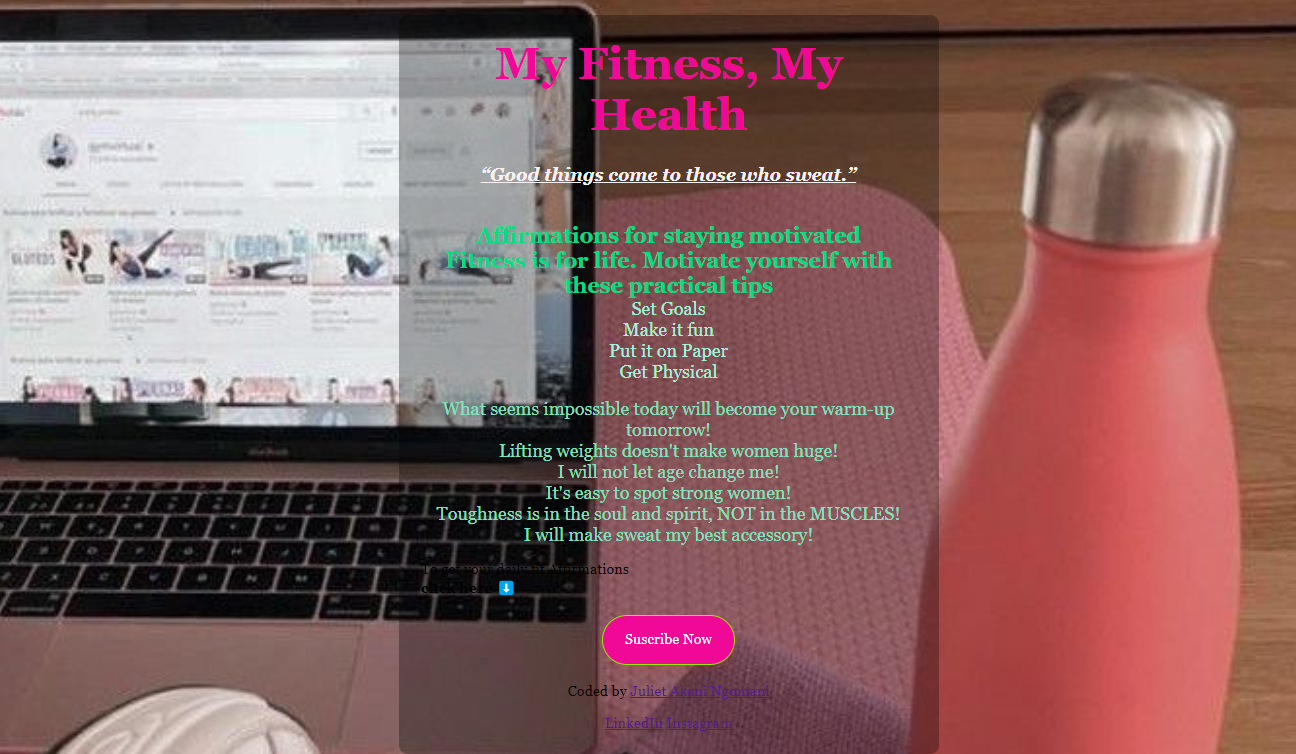 My Fitness, My
Health
“Good things come to those who sweat.”
Affirmations for staying motivated
Fitness is for life. Motivate yourself with
these practical tips
Set Goals
Make it fun
Put it on Paper
Get Physical
What seems impossible today will become your warm-up
tomorrow!
Lifting weights doesn't make women huge!
I will not let age change me!
It's easy to spot strong women!
Toughness is in the soul and spirit, NOT in the MUSCLES!
I will make sweat my best accessory!
To get your daily fit Affirmations
click here ⬇️
Suscribe Now
Coded by Juliet
LinkedIn Instagram